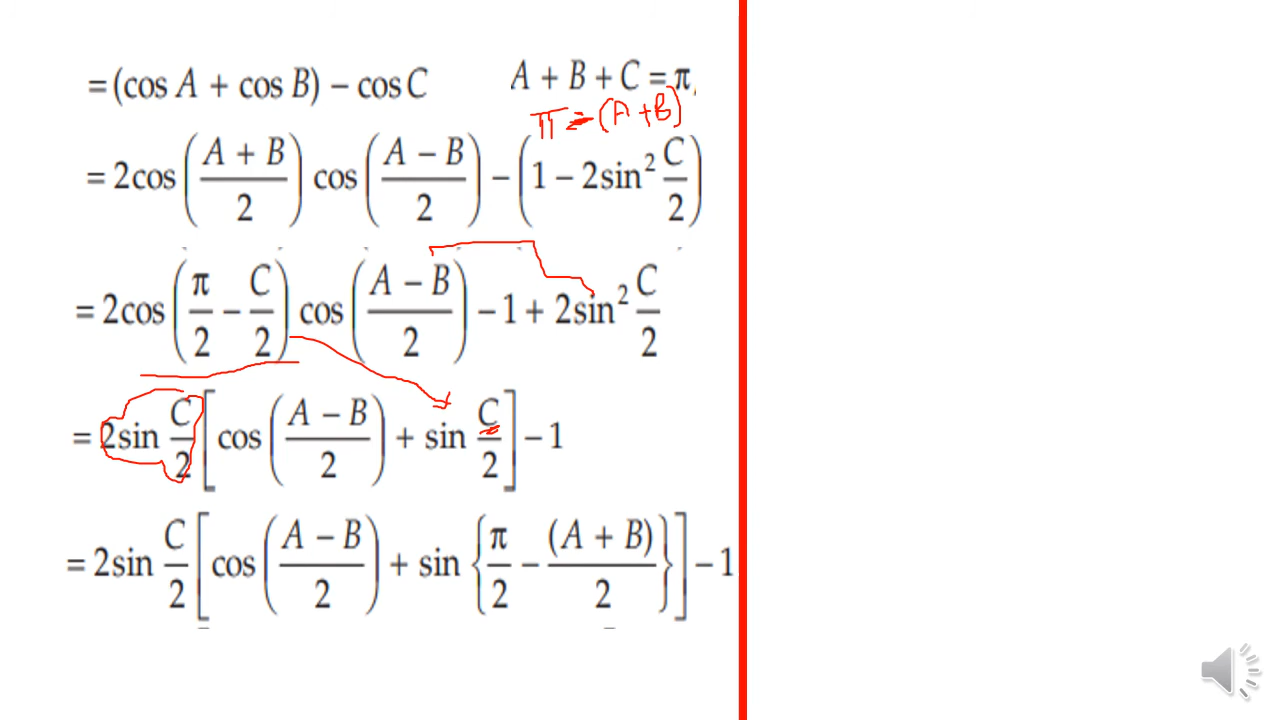 = (cos A + cos B) − cos C   A + B + C = π,
π = (A + B)
= 2cos ((A + B)/2) cos ((A − B)/2) − (1 − 2sin² C/2)
= 2cos (π/2 − C/2) cos ((A − B)/2) − 1 + 2sin² C/2
= 2sin C/2 [cos ((A − B)/2) + sin C/2] − 1
= 2sin C/2 [cos ((A − B)/2) + sin {π/2 − (A + B)/2}] − 1